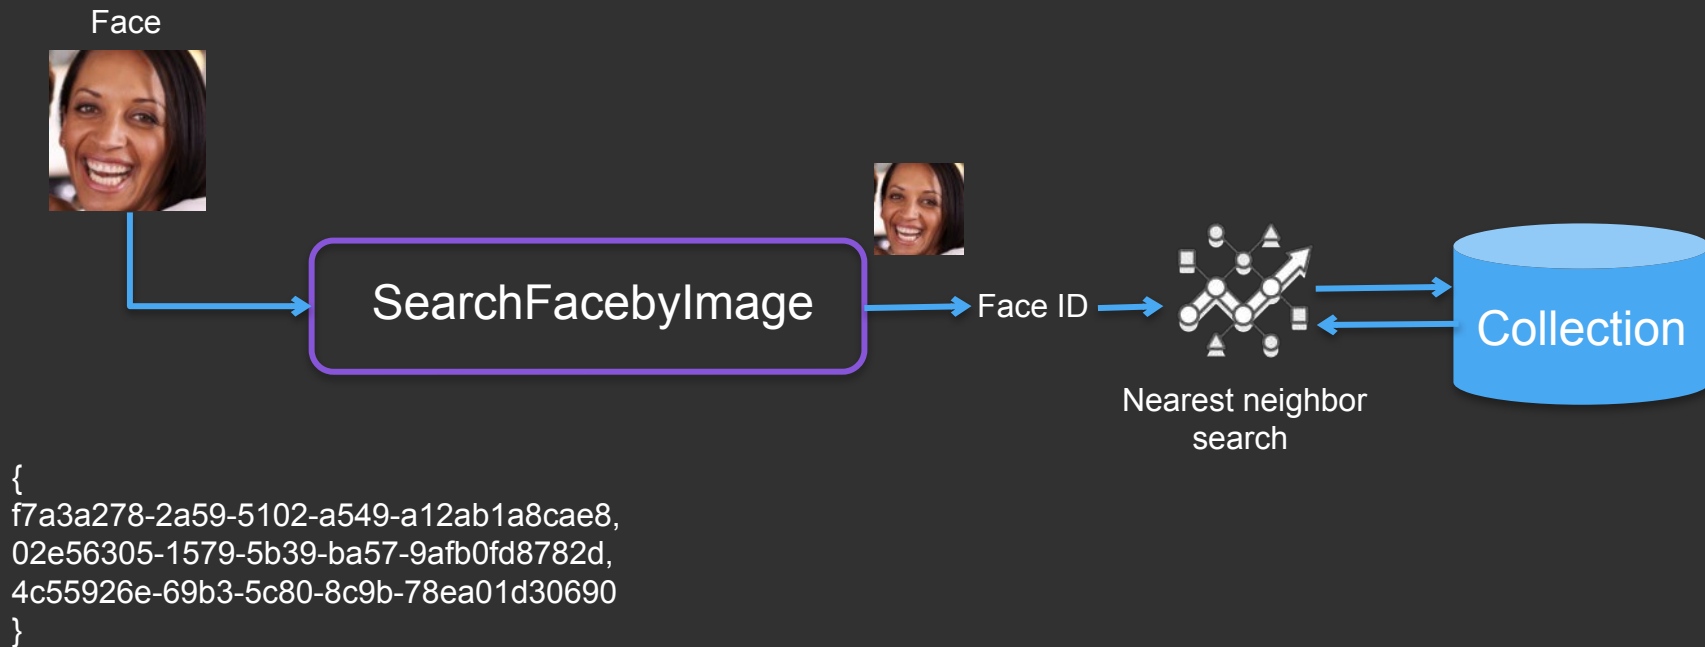 Face
SearchFacebyImage
Face ID
Nearest neighbor
search
Collection
{
f7a3a278-2a59-5102-a549-a12ab1a8cae8,
02e56305-1579-5b39-ba57-9afb0fd8782d,
4c55926e-69b3-5c80-8c9b-78ea01d30690
}